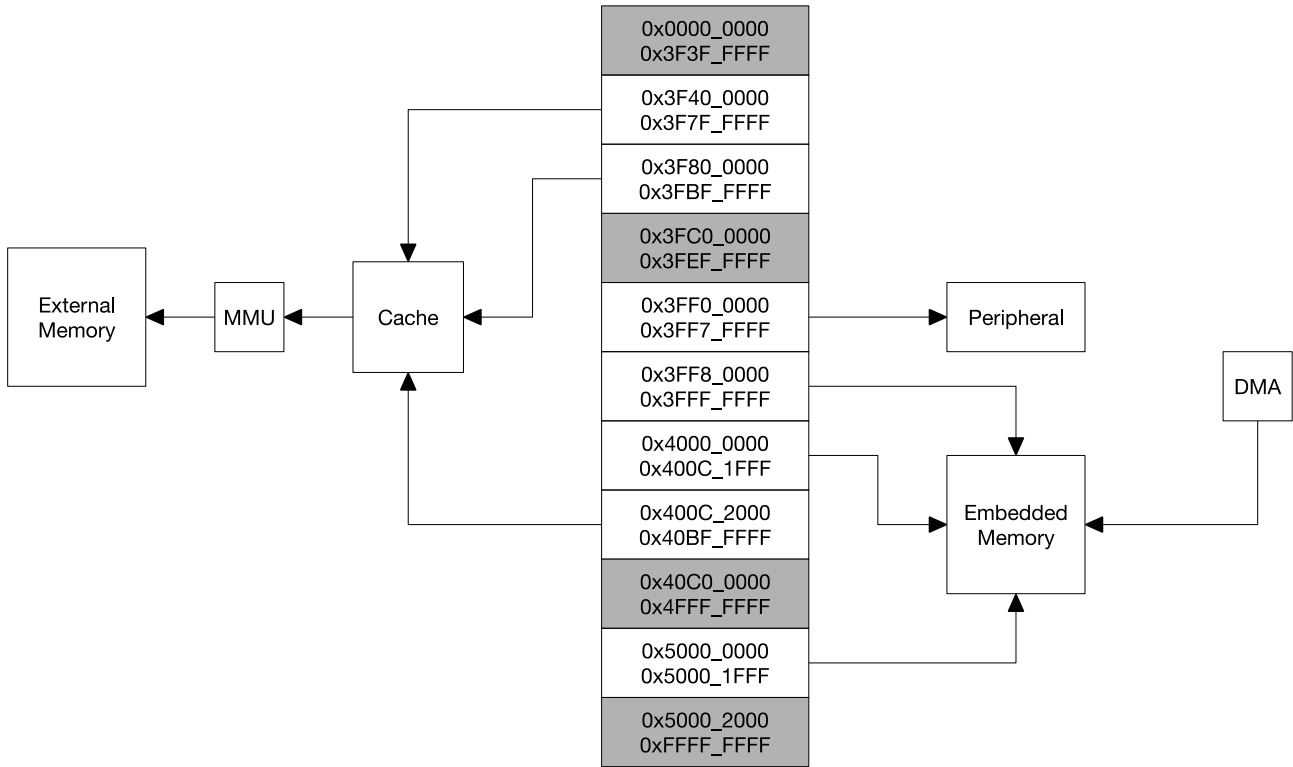 0x0000_0000
0x3F3F_FFFF
0x3F40_0000
0x3F7F_FFFF
0x3F80_0000
0x3FBF_FFFF
0x3FC0_0000
0x3FEF_FFFF
0x3FF0_0000
0x3FF7_FFFF
0x3FF8_0000
0x3FFF_FFFF
0x4000_0000
0x400C_1FFF
0x400C_2000
0x40BF_FFFF
0x40C0_0000
0x4FFF_FFFF
0x5000_0000
0x5000_1FFF
0x5000_2000
0xFFFF_FFFF
External
Memory
MMU
Cache
Peripheral
DMA
Embedded
Memory